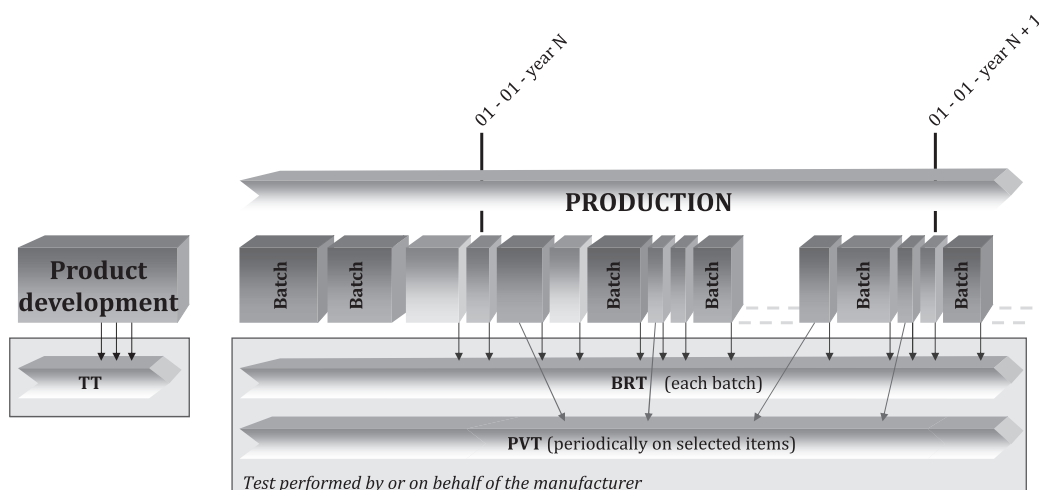 01 - 01 - year N
01 - 01 - year N + 1
PRODUCTION
Product
development
Batch
Batch
Batch
Batch
Batch
Batch
TT
BRT (each batch)
PVT (periodically on selected items)
Test performed by or on behalf of the manufacturer